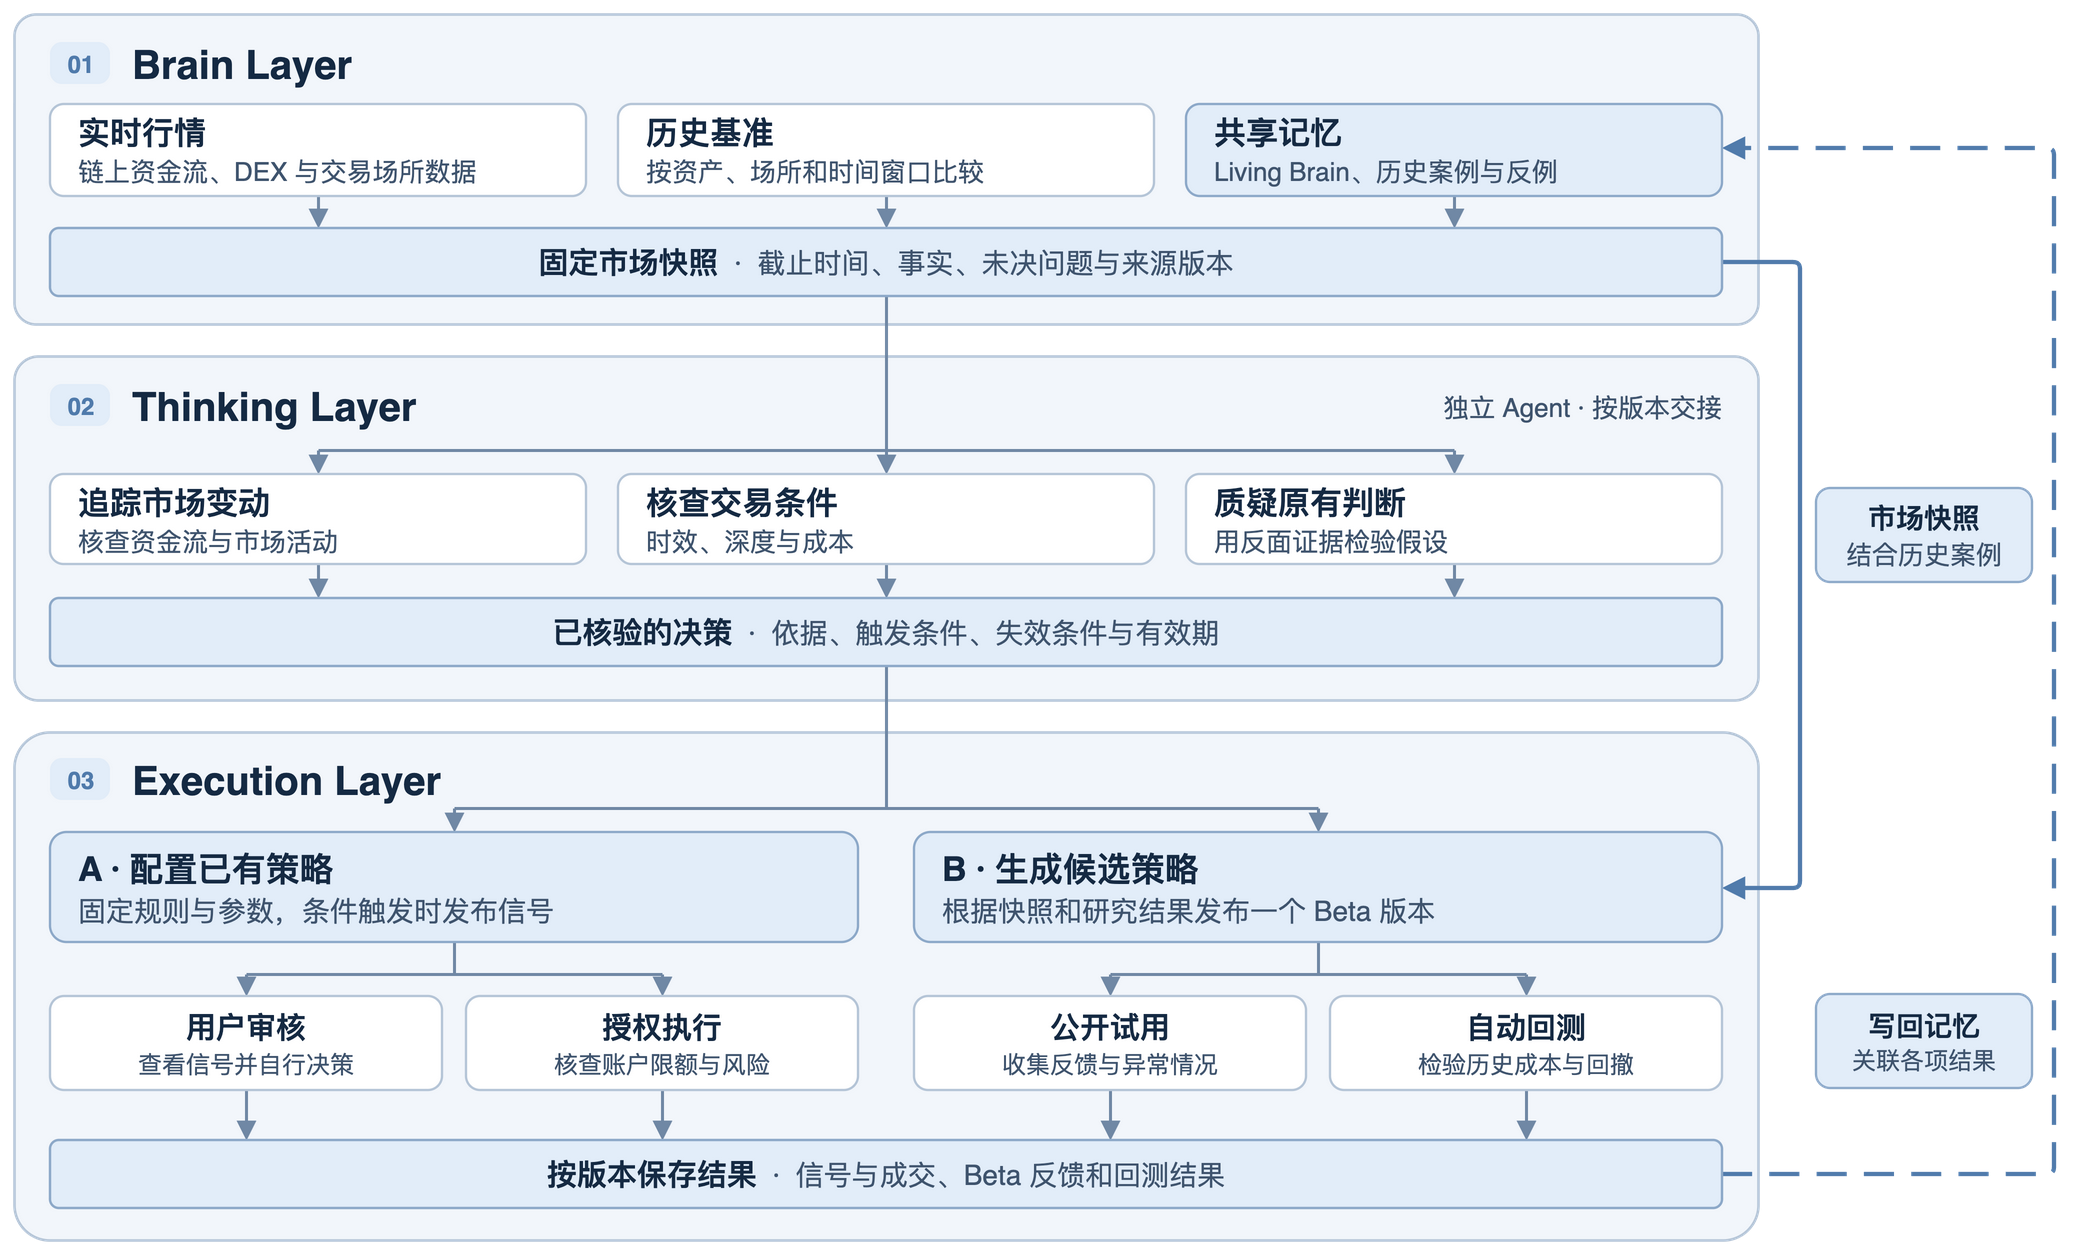 01 Brain Layer
实时行情
链上资金流、DEX 与交易场所数据
历史基准
按资产、场所和时间窗口比较
共享记忆
Living Brain、历史案例与反例
固定市场快照 · 截止时间、事实、未决问题与来源版本
02 Thinking Layer
独立 Agent · 按版本交接
追踪市场变动
核查资金流与市场活动
核查交易条件
时效、深度与成本
质疑原有判断
用反面证据检验假设
已核验的决策 · 依据、触发条件、失效条件与有效期
市场快照
结合历史案例
03 Execution Layer
A · 配置已有策略
固定规则与参数，条件触发时发布信号
B · 生成候选策略
根据快照和研究结果发布一个 Beta 版本
用户审核
查看信号并自行决策
授权执行
核查账户限额与风险
公开试用
收集反馈与异常情况
自动回测
检验历史成本与回撤
写回记忆
关联各项结果
按版本保存结果 · 信号与成交、Beta 反馈和回测结果